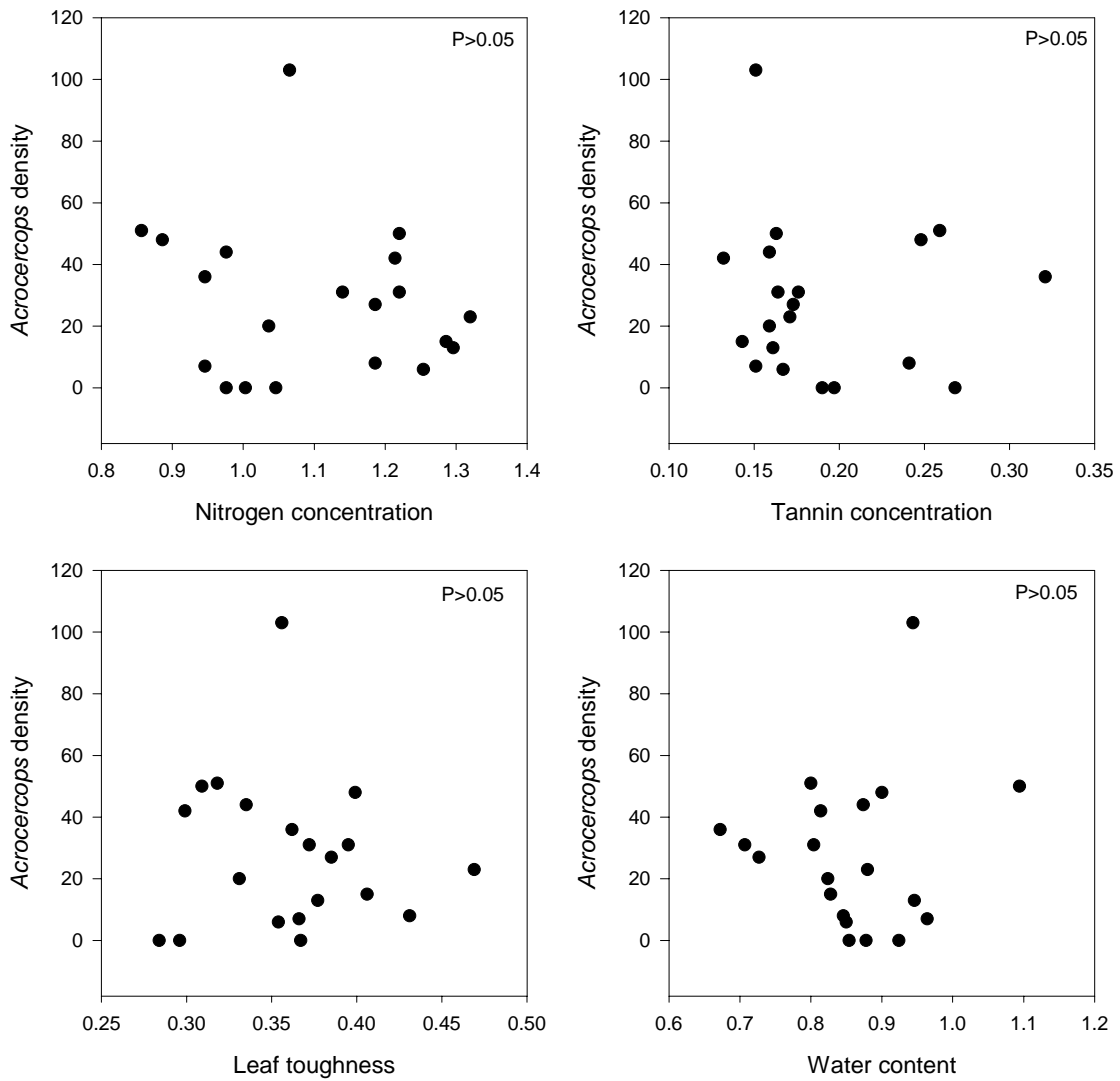 120
100
80
60
40
20
0
Acrocercops density
P>0.05
0.8 0.9 1.0 1.1 1.2 1.3 1.4
Nitrogen concentration
120
100
80
60
40
20
0
Acrocercops density
P>0.05
0.10 0.15 0.20 0.25 0.30 0.35
Tannin concentration
120
100
80
60
40
20
0
Acrocercops density
P>0.05
0.25 0.30 0.35 0.40 0.45 0.50
Leaf toughness
120
100
80
60
40
20
0
Acrocercops density
P>0.05
0.6 0.7 0.8 0.9 1.0 1.1 1.2
Water content